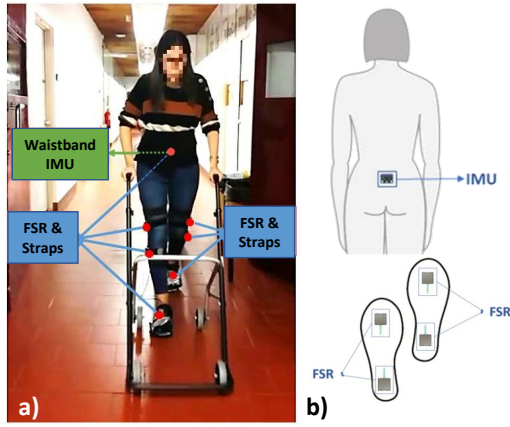 Waistband
IMU
FSR &
Straps
FSR &
Straps
a)
IMU
FSR
FSR
b)